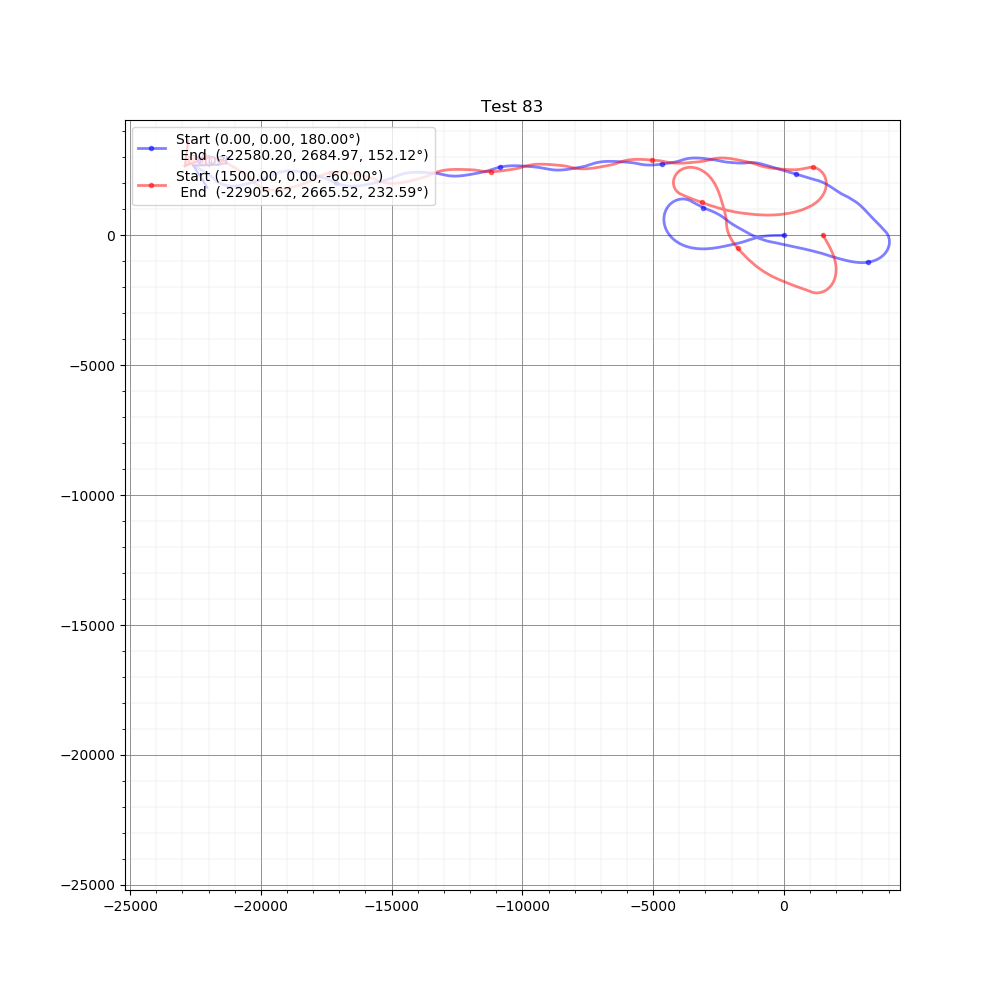 Test 83
Start (0.00, 0.00, 180.00°)
End (-22580.20, 2684.97, 152.12°)
Start (1500.00, 0.00, -60.00°)
End (-22905.62, 2665.52, 232.59°)
0
−5000
−10000
−15000
−20000
−25000
−25000 −20000 −15000 −10000 −5000 0